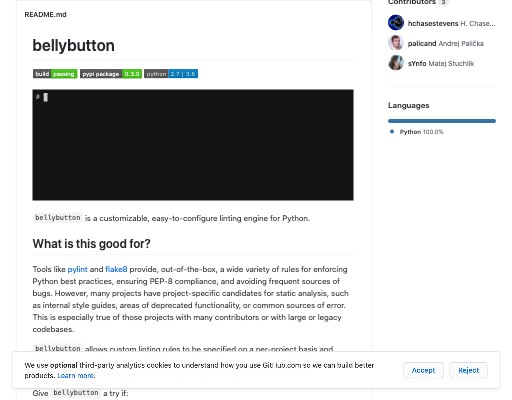 Contributors 3
README.md
hchasestevens H. Chase...
bellybutton
palicand Andrej Palička
sYnfo Matej Stuchlik
build passing pypi package 0.3.0 python 2.7 | 3.6
#
Languages
Python 100.0%
bellybutton is a customizable, easy-to-configure linting engine for Python.
What is this good for?
Tools like pylint and flake8 provide, out-of-the-box, a wide variety of rules for enforcing
Python best practices, ensuring PEP-8 compliance, and avoiding frequent sources of
bugs. However, many projects have project-specific candidates for static analysis, such
as internal style guides, areas of deprecated functionality, or common sources of error.
This is especially true of those projects with many contributors or with large or legacy
codebases.
bellybutton allows custom linting rules to be specified on a per-project basis and
We use optional third-party analytics cookies to understand how you use GitHub.com so we can build better
products. Learn more.
Accept
Reject
Give bellybutton a try if: